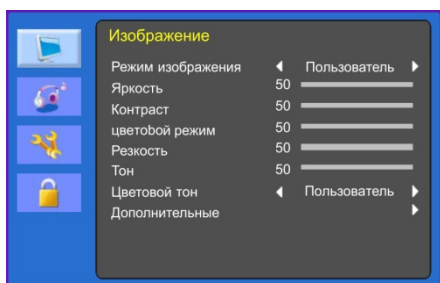 Изображение
Режим изображения Пользователь
Яркость 50
Контраст 50
цветоbой режим 50
Резкость 50
Тон 50
Цветовой тон Пользователь
Дополнительные